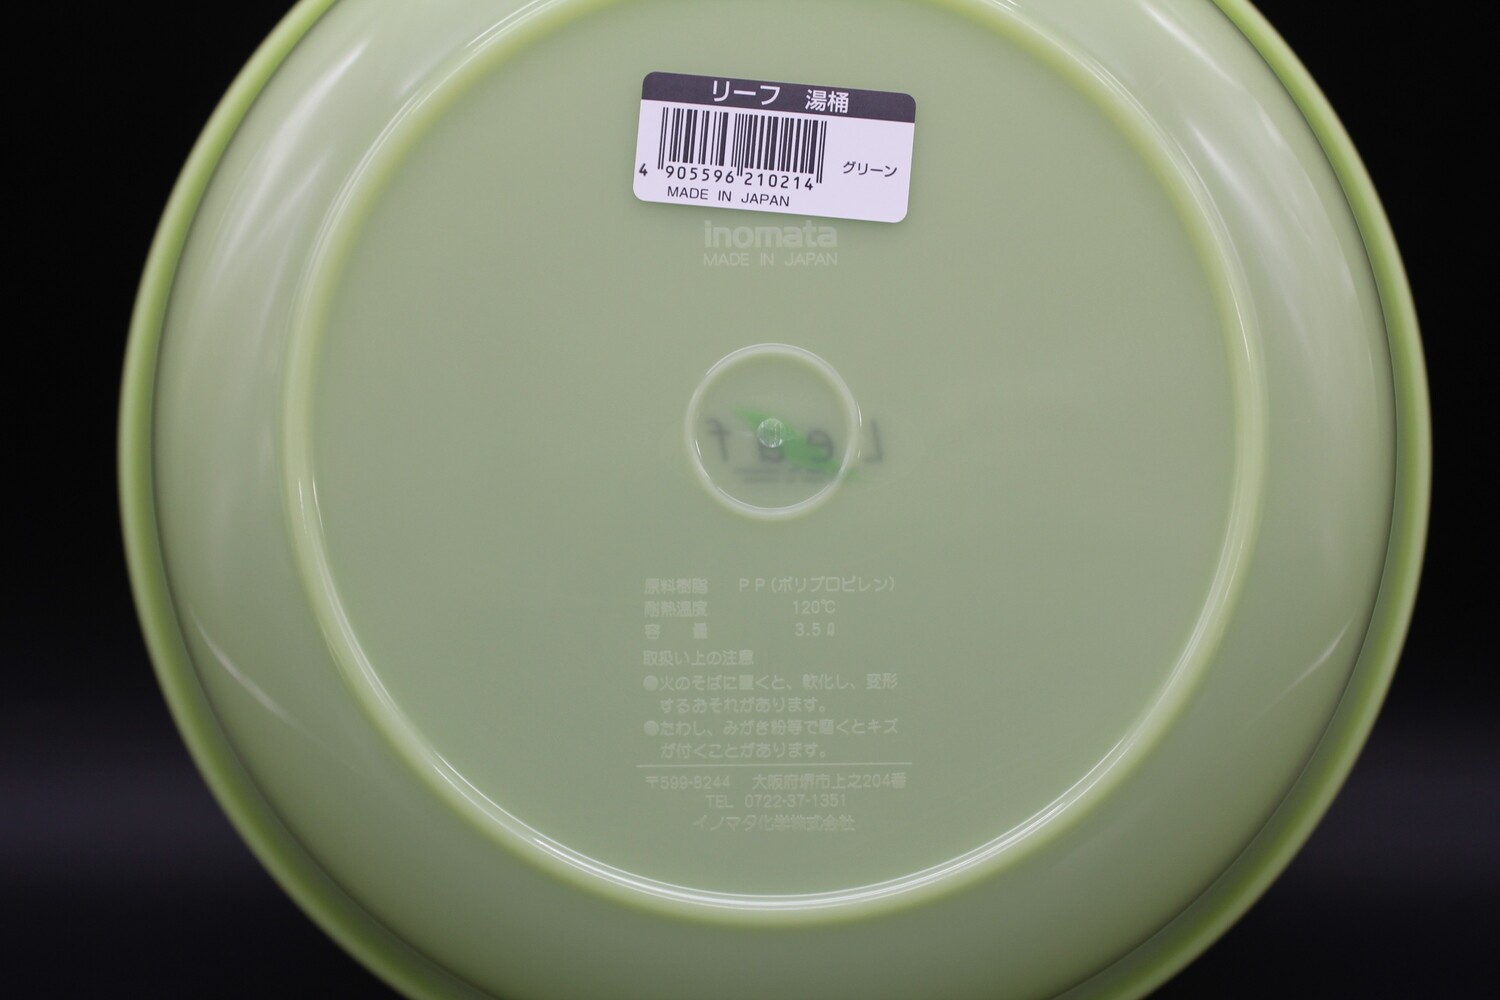 リーフ 湯桶
グリーン
4 905596 210214
MADE IN JAPAN
inomata
MADE IN JAPAN
Leaf
原料樹脂 PP(ポリプロピレン)
耐熱温度 120℃
容量 3.5ℓ
取扱い上の注意
●火のそばに置くと、軟化し、変形
するおそれがあります。
●たわし、みがき粉等で磨くとキズ
が付くことがあります。
〒599-8244 大阪府堺市上之204番
TEL 0722-37-1351
イノマタ化学株式会社